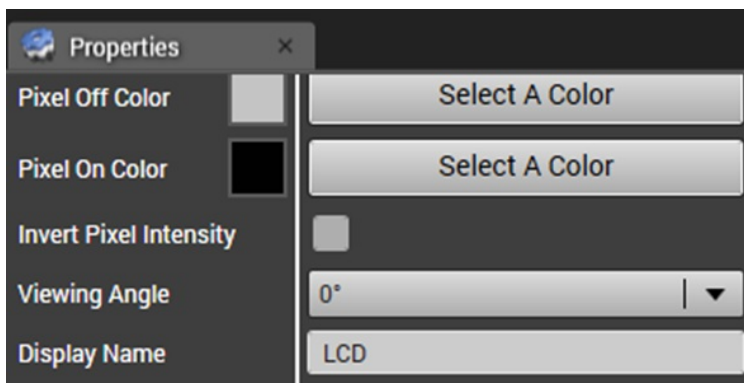 Properties ×
Pixel Off Color Select A Color
Pixel On Color Select A Color
Invert Pixel Intensity
Viewing Angle 0°
Display Name LCD